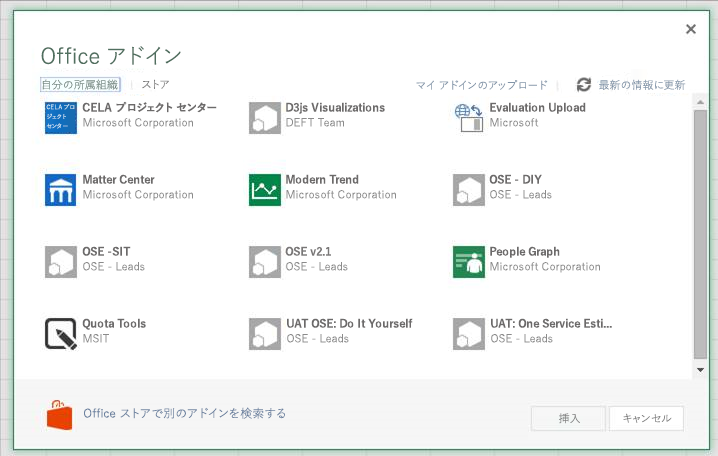 Office アドイン
自分の所属組織 ストア マイ アドインのアップロード 最新の情報に更新
CELA プロジェクト センター
CELA プロジェクト センター
Microsoft Corporation
D3js Visualizations
DEFT Team
Evaluation Upload
Microsoft
Matter Center
Microsoft Corporation
Modern Trend
Microsoft Corporation
OSE - DIY
OSE - Leads
OSE -SIT
OSE - Leads
OSE v2.1
OSE - Leads
People Graph
Microsoft Corporation
Quota Tools
MSIT
UAT OSE: Do It Yourself
OSE - Leads
UAT: One Service Esti...
OSE - Leads
Office ストアで別のアドインを検索する
挿入 キャンセル